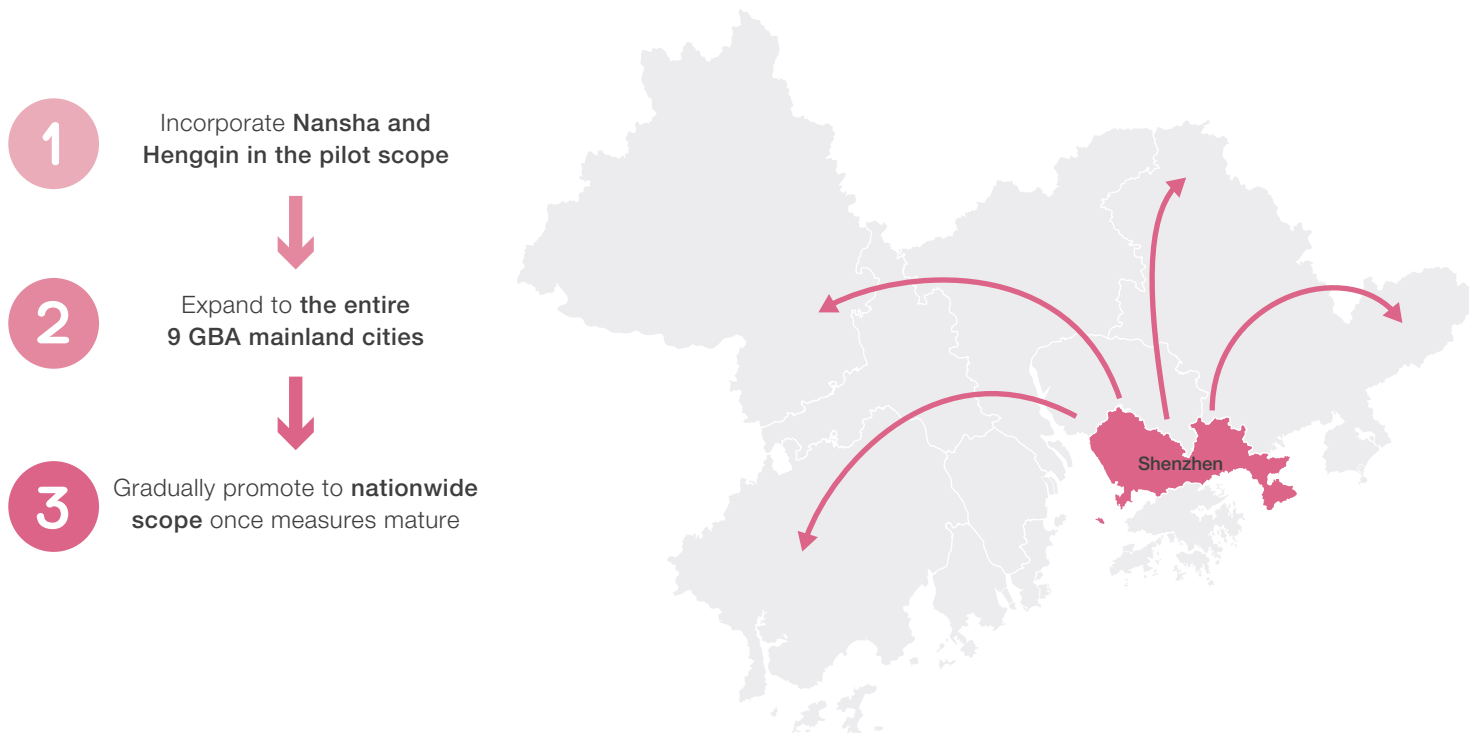 1
Incorporate Nansha and
Hengqin in the pilot scope
2
Expand to the entire
9 GBA mainland cities
3
Gradually promote to nationwide
scope once measures mature
Shenzhen